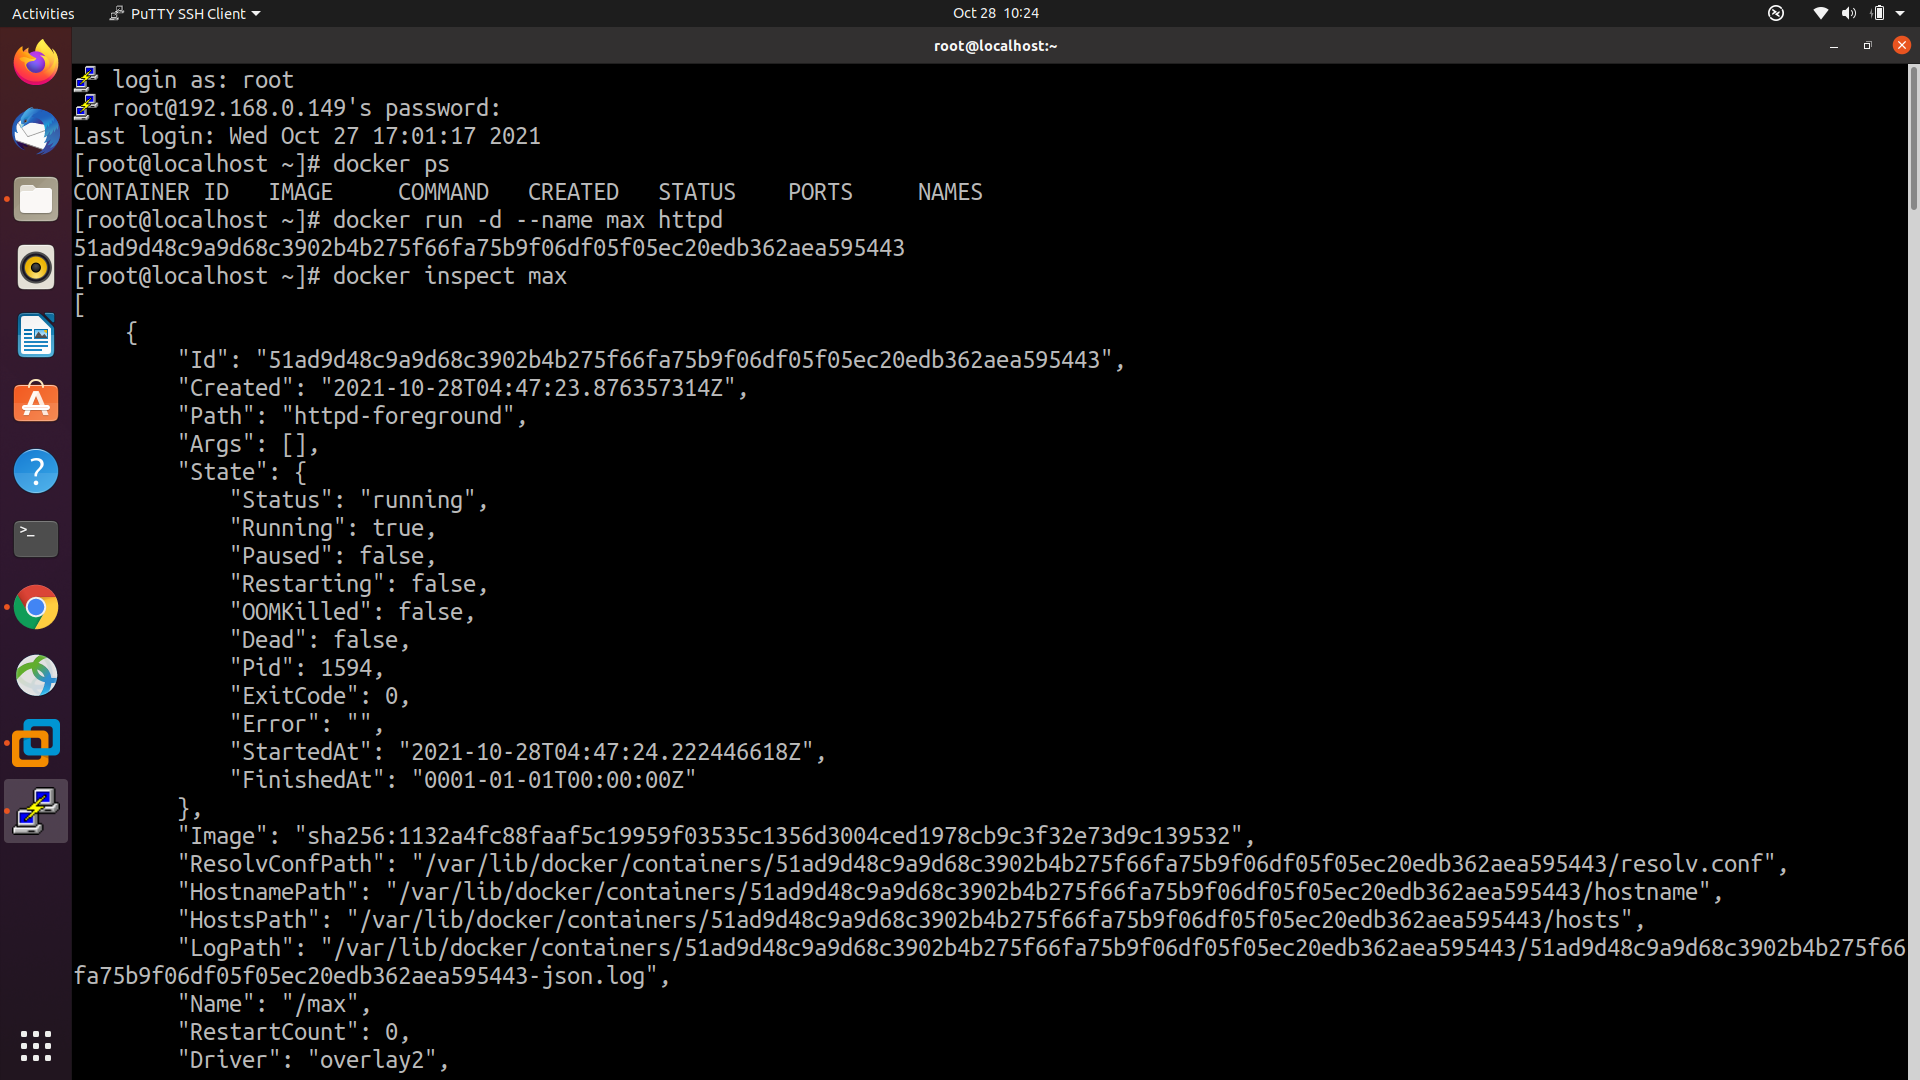 Activities PuTTY SSH Client Oct 28 10:24
root@localhost:~
login as: root
root@192.168.0.149's password:
Last login: Wed Oct 27 17:01:17 2021
[root@localhost ~]# docker ps
CONTAINER ID   IMAGE     COMMAND   CREATED   STATUS    PORTS     NAMES
[root@localhost ~]# docker run -d --name max httpd
51ad9d48c9a9d68c3902b4b275f66fa75b9f06df05f05ec20edb362aea595443
[root@localhost ~]# docker inspect max
[
    {
        "Id": "51ad9d48c9a9d68c3902b4b275f66fa75b9f06df05f05ec20edb362aea595443",
        "Created": "2021-10-28T04:47:23.876357314Z",
        "Path": "httpd-foreground",
        "Args": [],
        "State": {
            "Status": "running",
            "Running": true,
            "Paused": false,
            "Restarting": false,
            "OOMKilled": false,
            "Dead": false,
            "Pid": 1594,
            "ExitCode": 0,
            "Error": "",
            "StartedAt": "2021-10-28T04:47:24.222446618Z",
            "FinishedAt": "0001-01-01T00:00:00Z"
        },
        "Image": "sha256:1132a4fc88faaf5c19959f03535c1356d3004ced1978cb9c3f32e73d9c139532",
        "ResolvConfPath": "/var/lib/docker/containers/51ad9d48c9a9d68c3902b4b275f66fa75b9f06df05f05ec20edb362aea595443/resolv.conf",
        "HostnamePath": "/var/lib/docker/containers/51ad9d48c9a9d68c3902b4b275f66fa75b9f06df05f05ec20edb362aea595443/hostname",
        "HostsPath": "/var/lib/docker/containers/51ad9d48c9a9d68c3902b4b275f66fa75b9f06df05f05ec20edb362aea595443/hosts",
        "LogPath": "/var/lib/docker/containers/51ad9d48c9a9d68c3902b4b275f66fa75b9f06df05f05ec20edb362aea595443/51ad9d48c9a9d68c3902b4b275f66
fa75b9f06df05f05ec20edb362aea595443-json.log",
        "Name": "/max",
        "RestartCount": 0,
        "Driver": "overlay2",